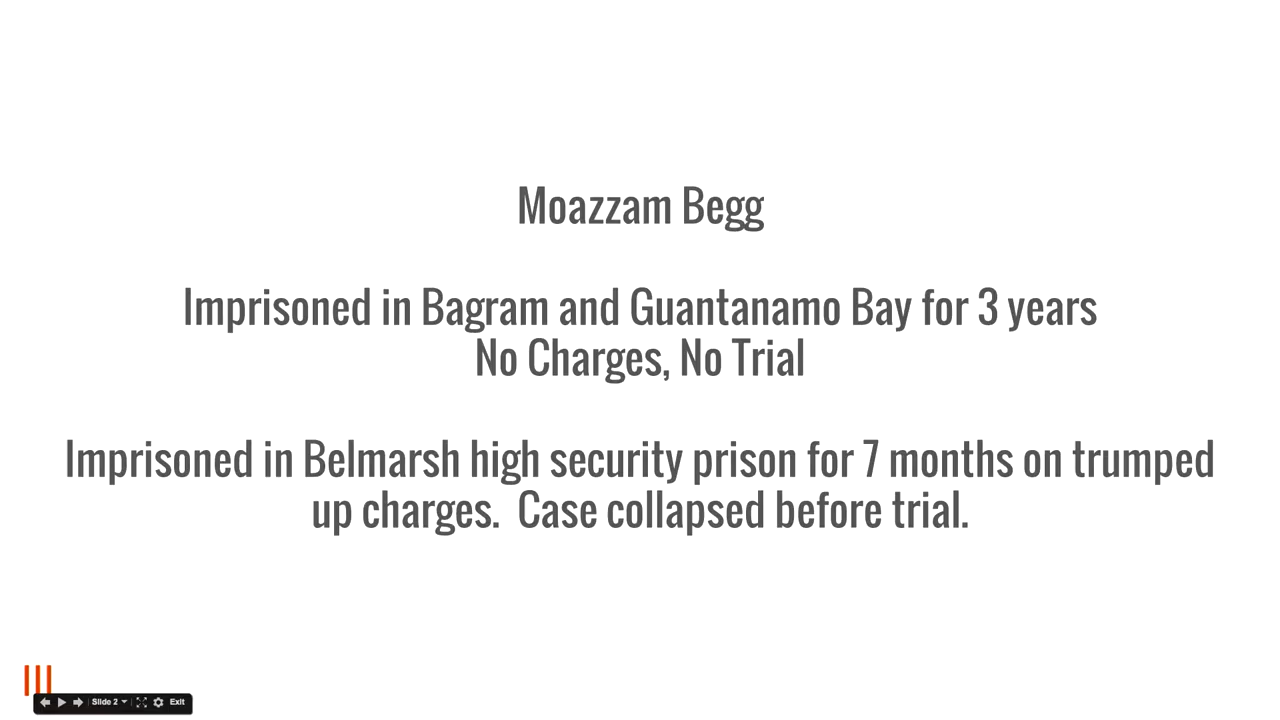 Moazzam Begg
Imprisoned in Bagram and Guantanamo Bay for 3 years
No Charges, No Trial
Imprisoned in Belmarsh high security prison for 7 months on trumped
up charges.  Case collapsed before trial.
Slide 2
Exit